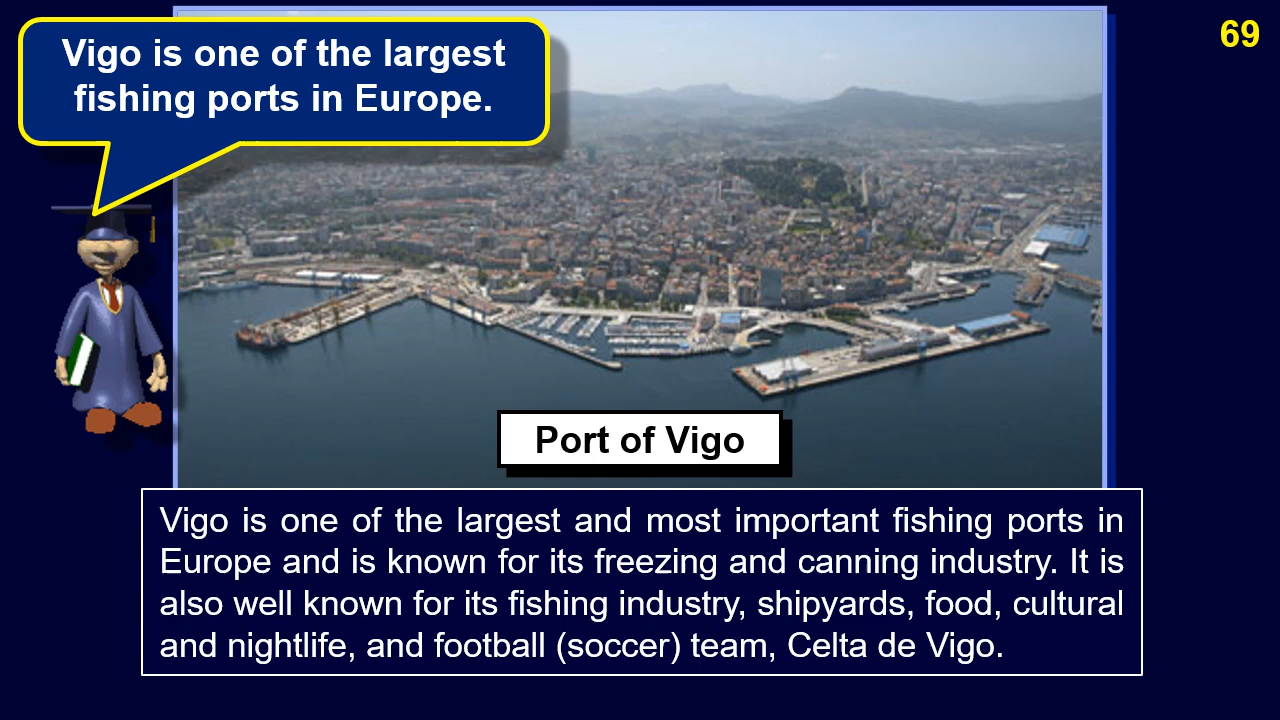 Vigo is one of the largest
fishing ports in Europe.
69
Port of Vigo
Vigo is one of the largest and most important fishing ports in
Europe and is known for its freezing and canning industry. It is
also well known for its fishing industry, shipyards, food, cultural
and nightlife, and football (soccer) team, Celta de Vigo.